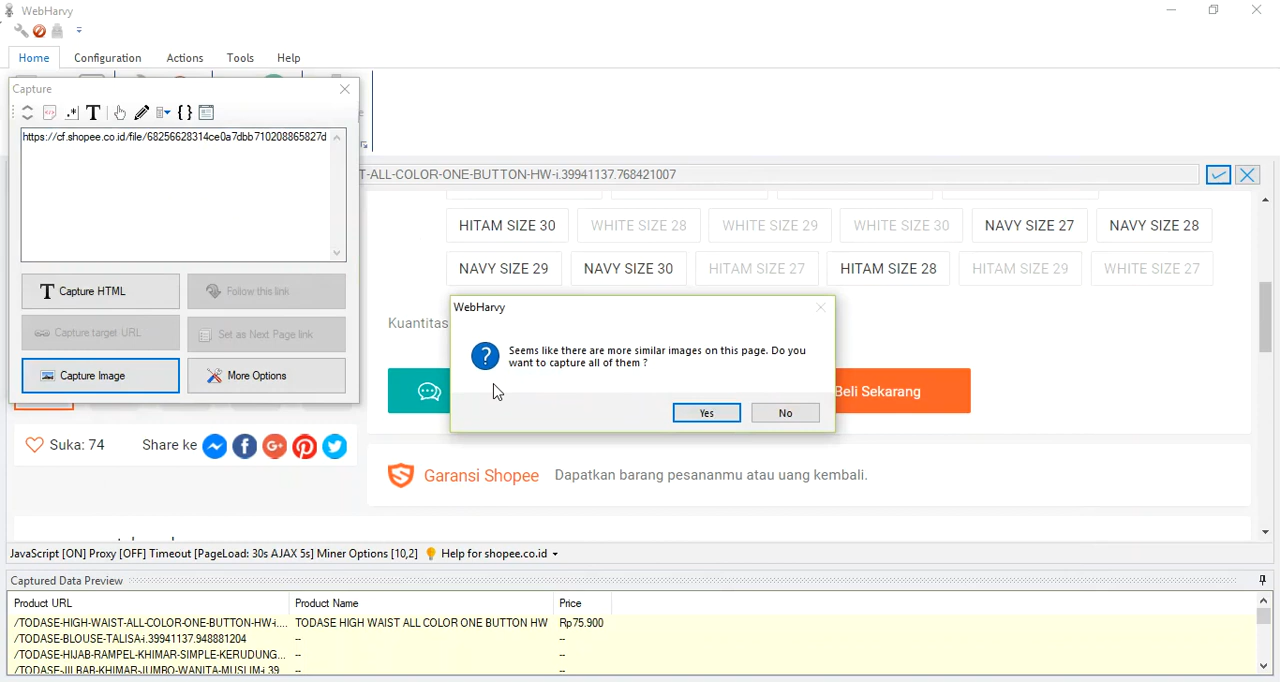 WebHarvy
Home Configuration Actions Tools Help
Capture
https://cf.shopee.co.id/file/68256628314ce0a7dbb710208865827d
Capture HTML
Follow this link
Capture target URL
Set as Next Page link
Capture Image
More Options
T-ALL-COLOR-ONE-BUTTON-HW-i.39941137.768421007
HITAM SIZE 30 WHITE SIZE 28 WHITE SIZE 29 WHITE SIZE 30 NAVY SIZE 27 NAVY SIZE 28
NAVY SIZE 29 NAVY SIZE 30 HITAM SIZE 27 HITAM SIZE 28 HITAM SIZE 29 WHITE SIZE 27
Kuantitas
WebHarvy
Seems like there are more similar images on this page. Do you
want to capture all of them ?
Yes No
Beli Sekarang
Suka: 74 Share ke
Garansi Shopee Dapatkan barang pesananmu atau uang kembali.
JavaScript [ON] Proxy [OFF] Timeout [PageLoad: 30s AJAX 5s] Miner Options [10,2] Help for shopee.co.id
Captured Data Preview
Product URL Product Name Price
/TODASE-HIGH-WAIST-ALL-COLOR-ONE-BUTTON-HW-i.... TODASE HIGH WAIST ALL COLOR ONE BUTTON HW Rp75.900
/TODASE-BLOUSE-TALISA-i.39941137.948881204 -- --
/TODASE-HIJAB-RAMPEL-KHIMAR-SIMPLE-KERUDUNG... -- --
/TODASE-JILBAB-KHIMAR-JUMBO-WANITA-MUSLIM-i.39... -- --